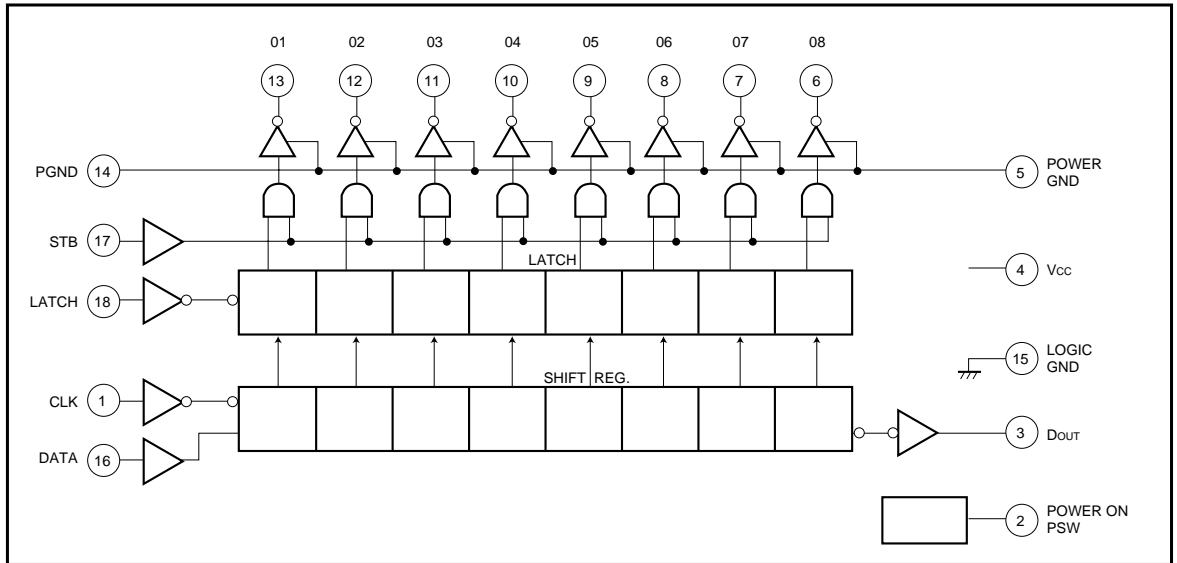 01 02 03 04 05 06 07 08
13 12 11 10 9 8 7 6
PGND 14
5 POWER
GND
STB 17
LATCH
4 Vcc
LATCH 18
15 LOGIC
GND
SHIFT REG.
CLK 1
3 DOUT
DATA 16
2 POWER ON
PSW